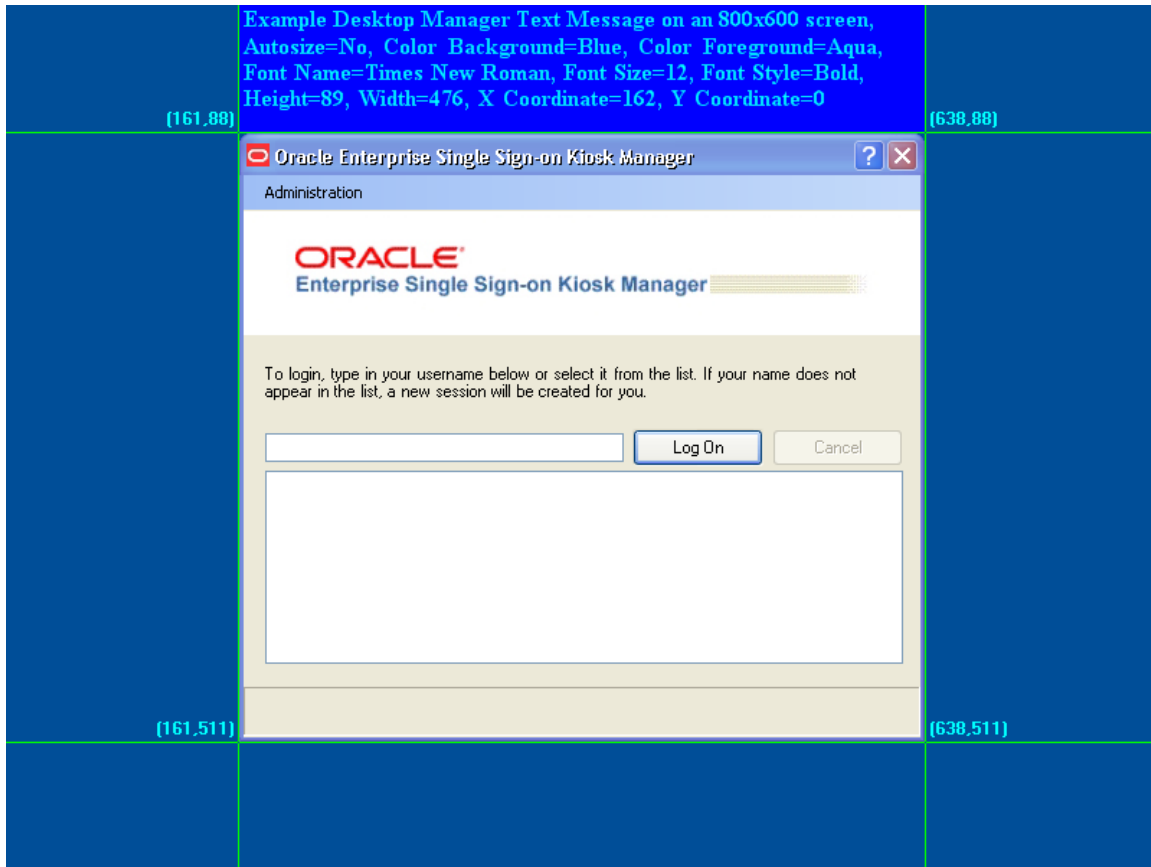 Example Desktop Manager Text Message on an 800x600 screen,
Autosize=No, Color Background=Blue, Color Foreground=Aqua,
Font Name=Times New Roman, Font Size=12, Font Style=Bold,
Height=89, Width=476, X Coordinate=162, Y Coordinate=0
(161,88)
(638,88)
Oracle Enterprise Single Sign-on Kiosk Manager
Administration
ORACLE
Enterprise Single Sign-on Kiosk Manager
To login, type in your username below or select it from the list. If your name does not
appear in the list, a new session will be created for you.
Log On
Cancel
(161,511)
(638,511)